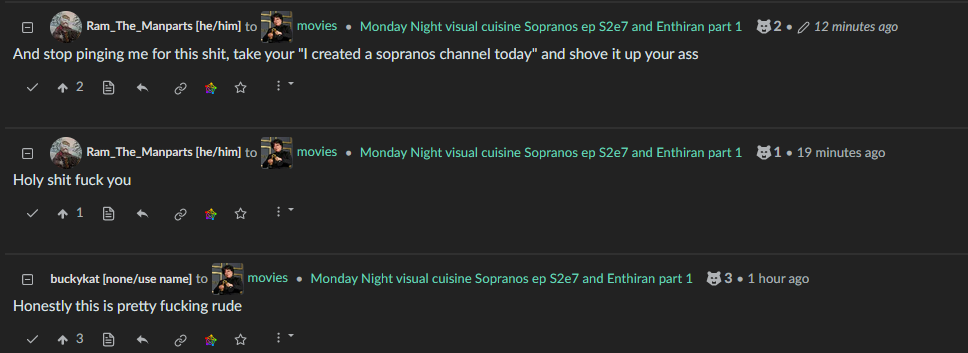 Ram_The_Manparts [he/him] to movies • Monday Night visual cuisine Sopranos ep S2e7 and Enthiran part 1 2 • 12 minutes ago
And stop pinging me for this shit, take your "I created a sopranos channel today" and shove it up your ass
2
Ram_The_Manparts [he/him] to movies • Monday Night visual cuisine Sopranos ep S2e7 and Enthiran part 1 1 • 19 minutes ago
Holy shit fuck you
1
buckykat [none/use name] to movies • Monday Night visual cuisine Sopranos ep S2e7 and Enthiran part 1 3 • 1 hour ago
Honestly this is pretty fucking rude
3